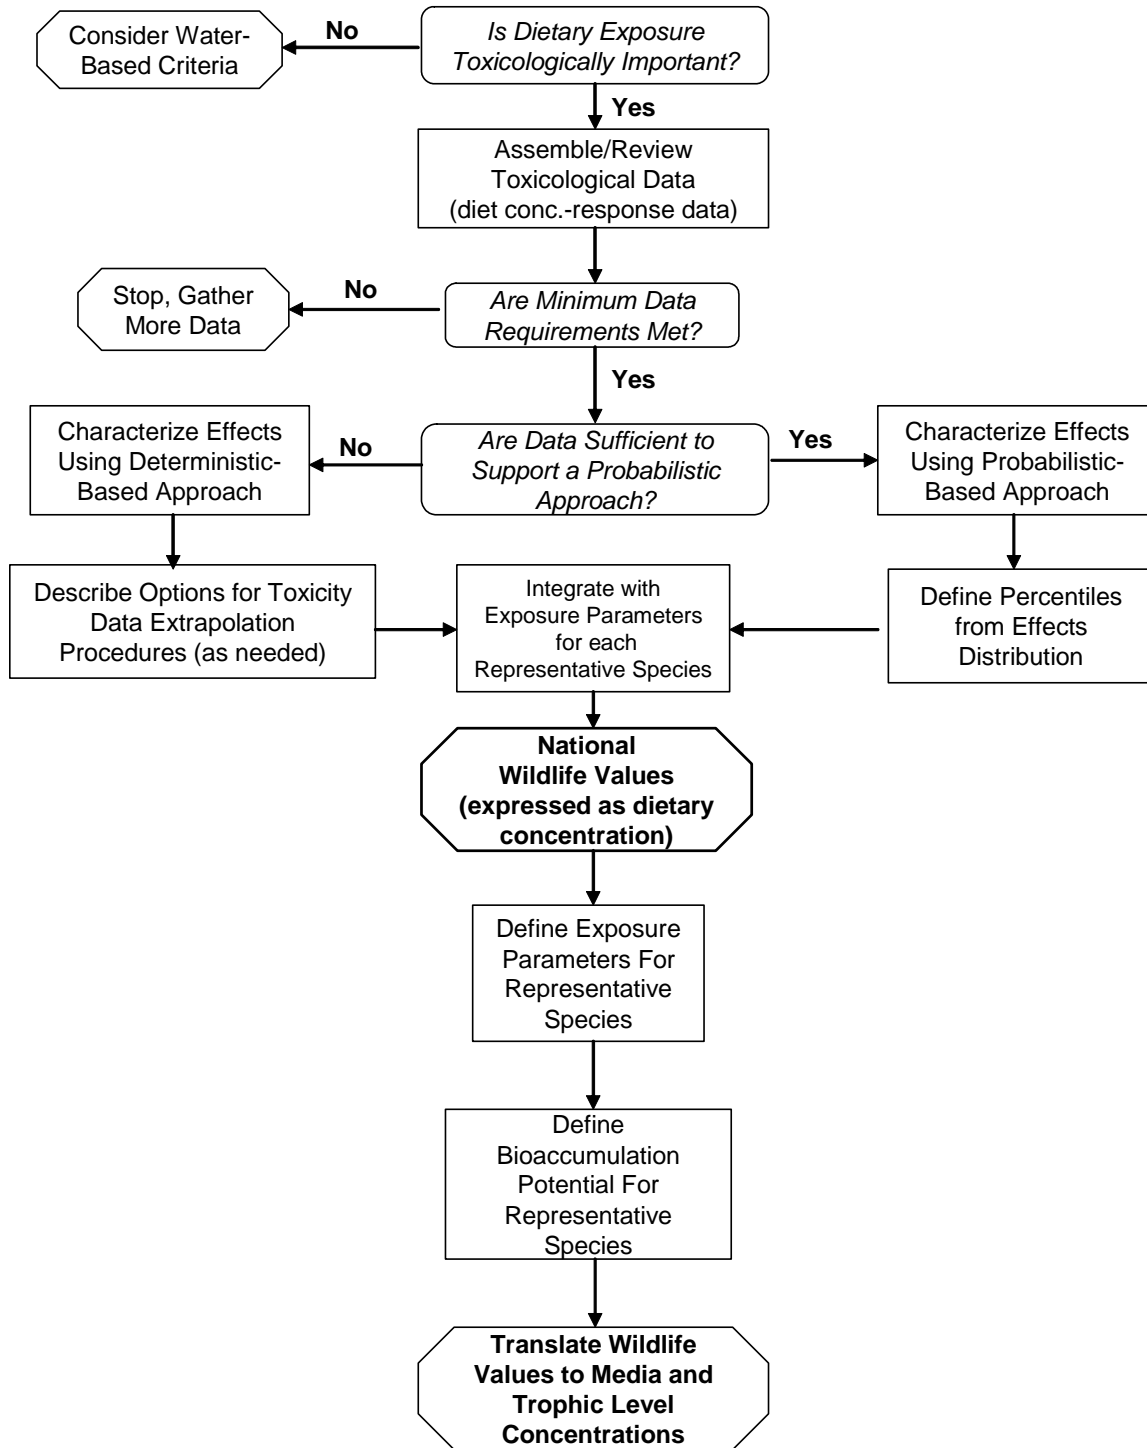 Consider Water-
Based Criteria
No
Is Dietary Exposure
Toxicologically Important?
Yes
Assemble/Review
Toxicological Data
(diet conc.-response data)
Stop, Gather
More Data
No
Are Minimum Data
Requirements Met?
Yes
Characterize Effects
Using Deterministic-
Based Approach
No
Are Data Sufficient to
Support a Probabilistic
Approach?
Yes
Characterize Effects
Using Probabilistic-
Based Approach
Describe Options for Toxicity
Data Extrapolation
Procedures (as needed)
Integrate with
Exposure Parameters
for each
Representative Species
Define Percentiles
from Effects
Distribution
National
Wildlife Values
(expressed as dietary
concentration)
Define Exposure
Parameters For
Representative
Species
Define
Bioaccumulation
Potential For
Representative
Species
Translate Wildlife
Values to Media and
Trophic Level
Concentrations